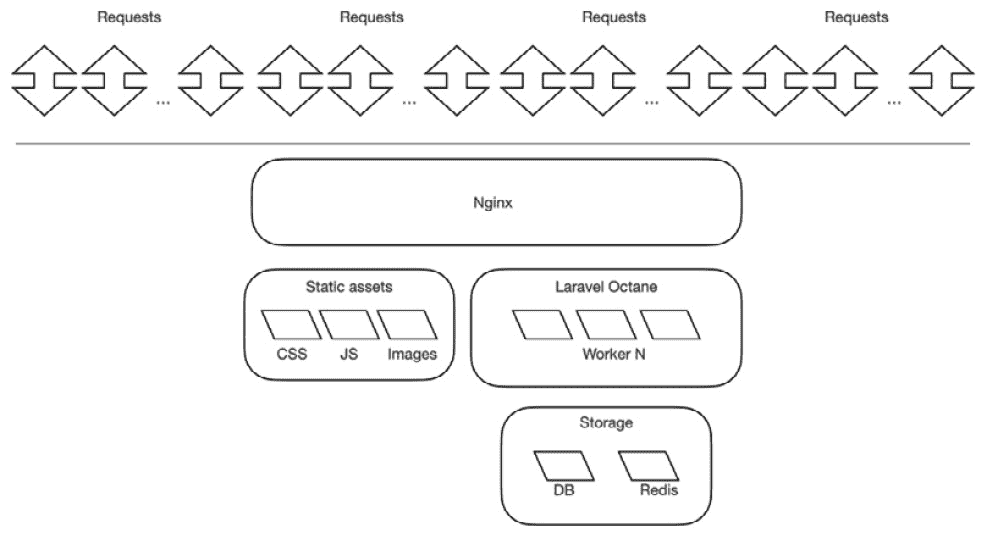 Requests Requests Requests Requests
... ... ... ...
Nginx
Static assets
CSS JS Images
Laravel Octane
Worker N
Storage
DB Redis